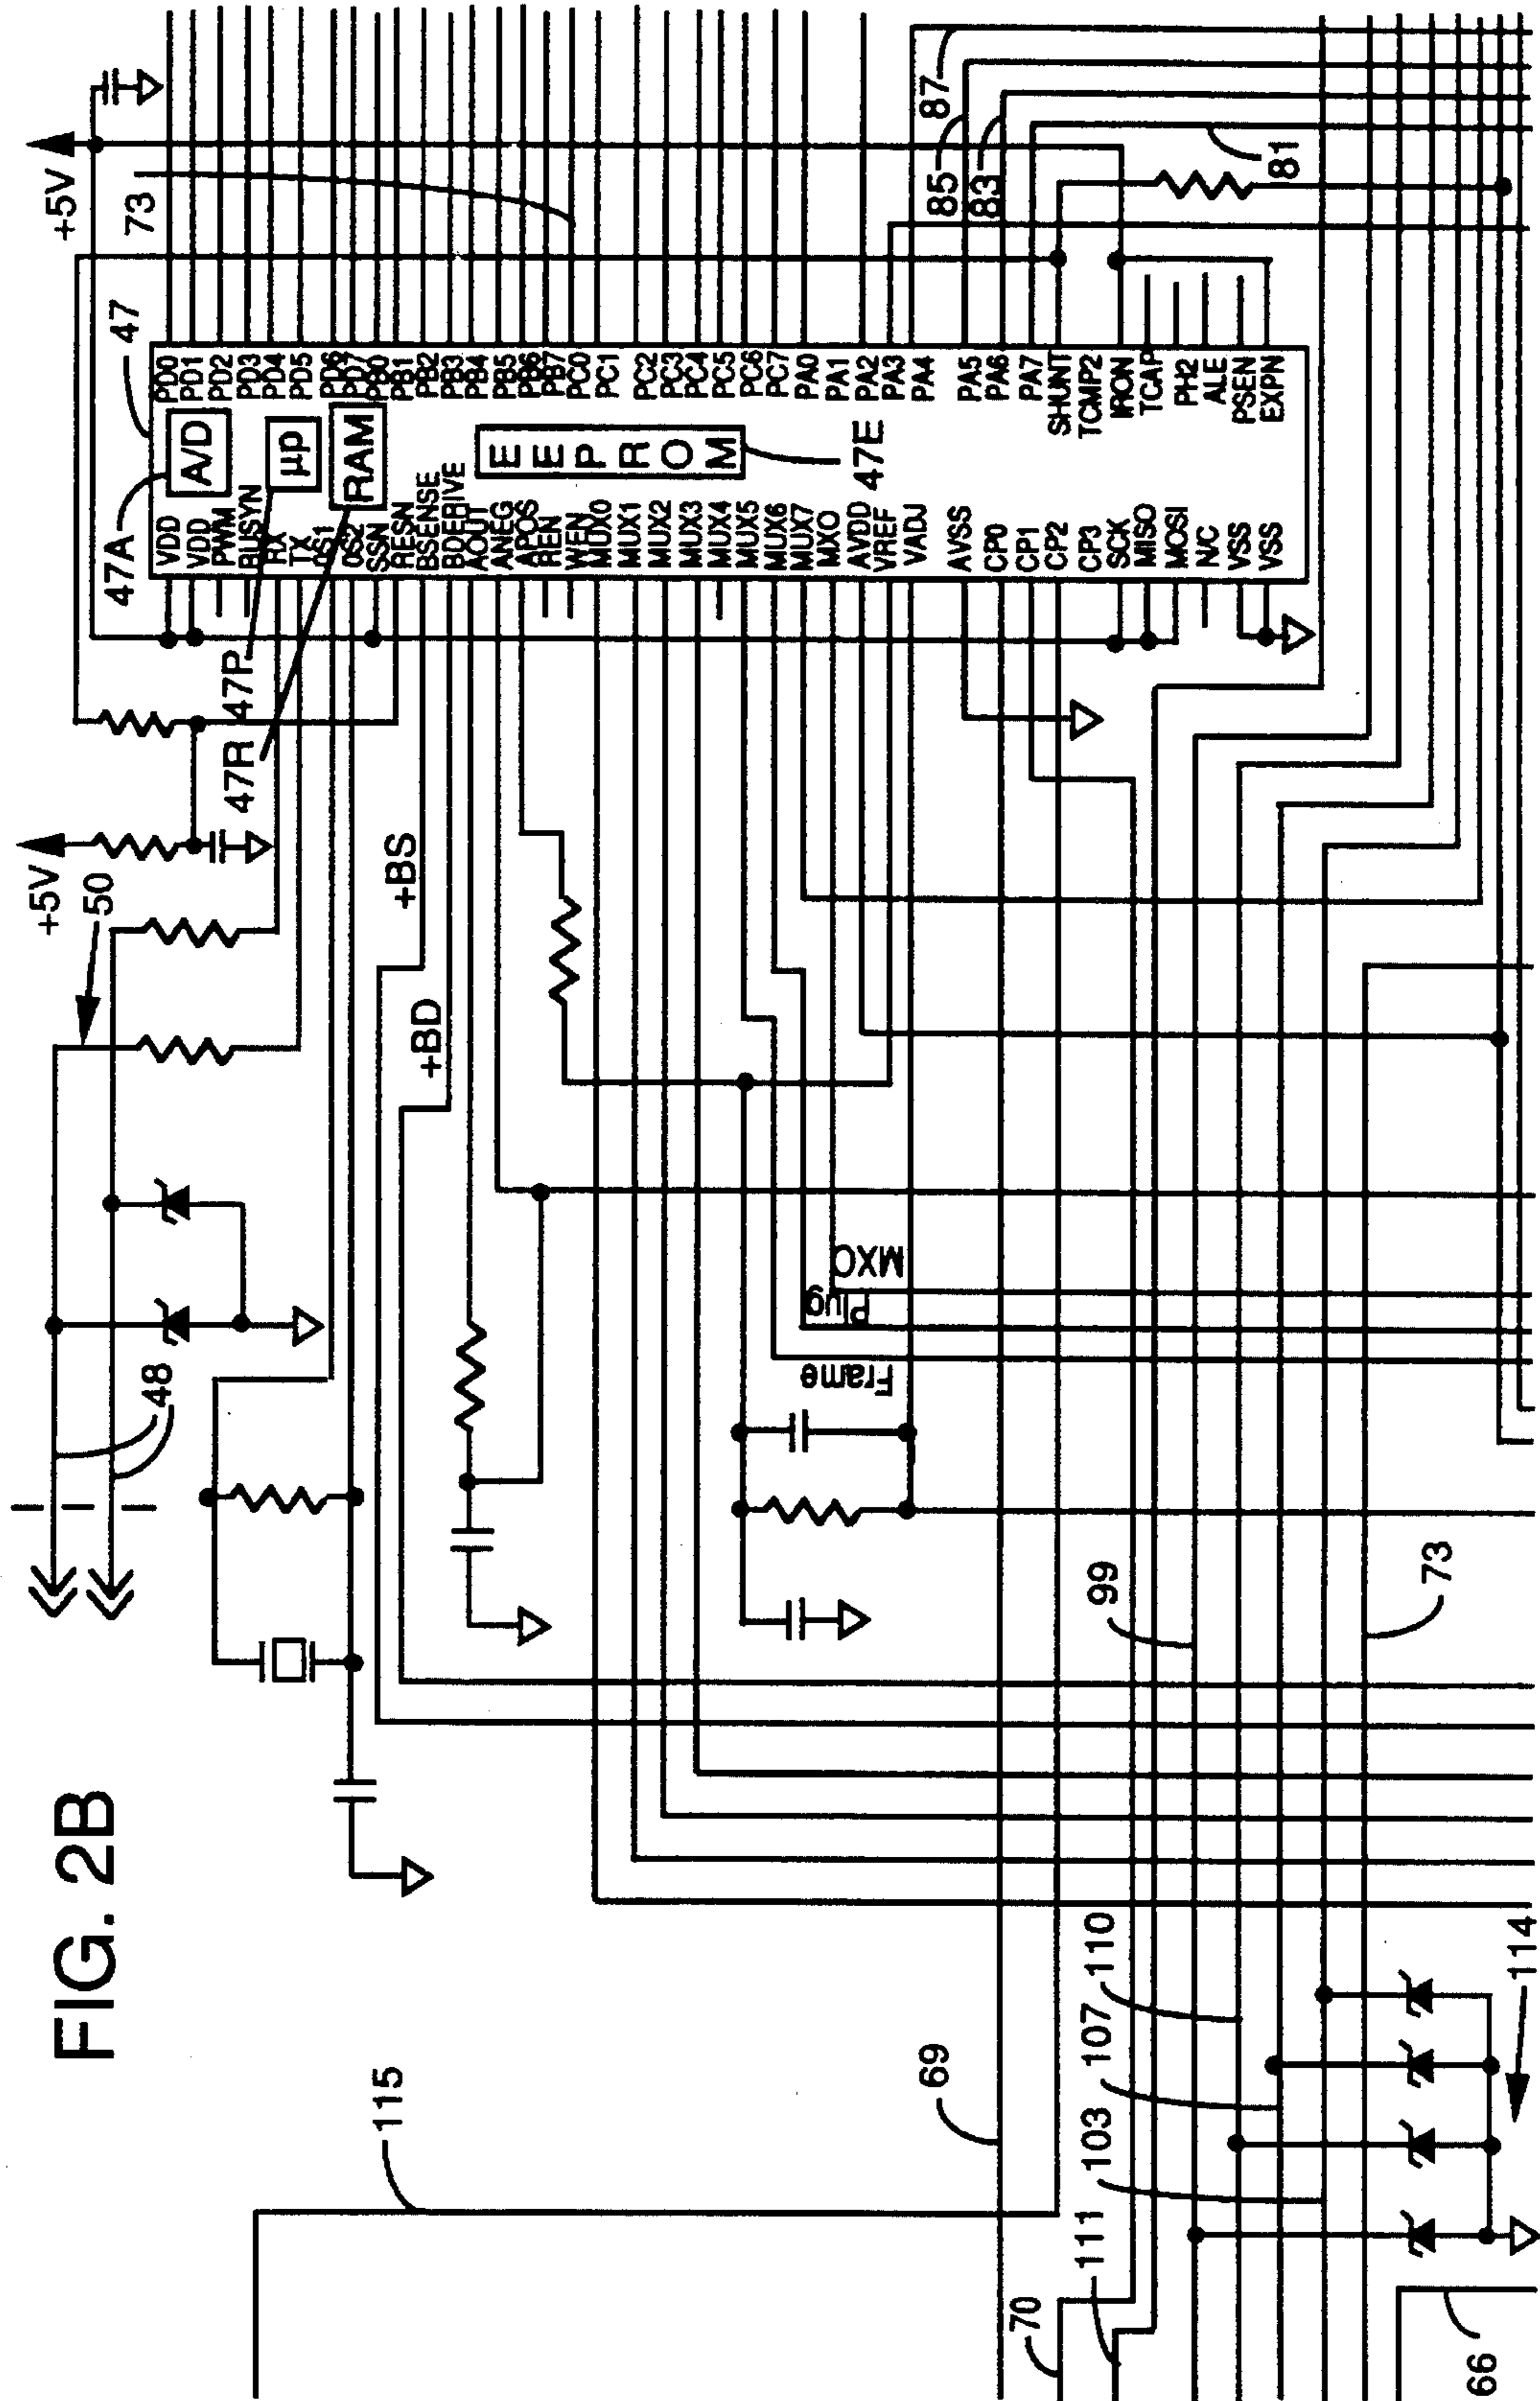 FIG. 2B
+5V
73
47
47A
A/D
µp
RAM
E E P R O M
47E
47P
47R
+5V
50
48
+BS
+BD
VDD
VDD
PWM
BUSYN
RX
TX
OS1
OS2
SSN
RESN
BSENSE
BDERIVE
AOUT
ANEG
APOS
REN
WEN
MUX0
MUX1
MUX2
MUX3
MUX4
MUX5
MUX6
MUX7
MXO
AVDD
VREF
VADJ
AVSS
CP0
CP1
CP2
CP3
SCK
MISO
MOSI
N/C
VSS
VSS
PD0
PD1
PD2
PD3
PD4
PD5
PD6
PD7
PB0
PB1
PB2
PB3
PB4
PB5
PB6
PB7
PC0
PC1
PC2
PC3
PC4
PC5
PC6
PC7
PA0
PA1
PA2
PA3
PA4
PA5
PA6
PA7
SHUNT
TCMP2
IRON
TCAP
PH2
ALE
PSEN
EXPN
87
85
83
81
MXO
Plug
Frame
99
73
115
69
70
111
103
107
110
114
66